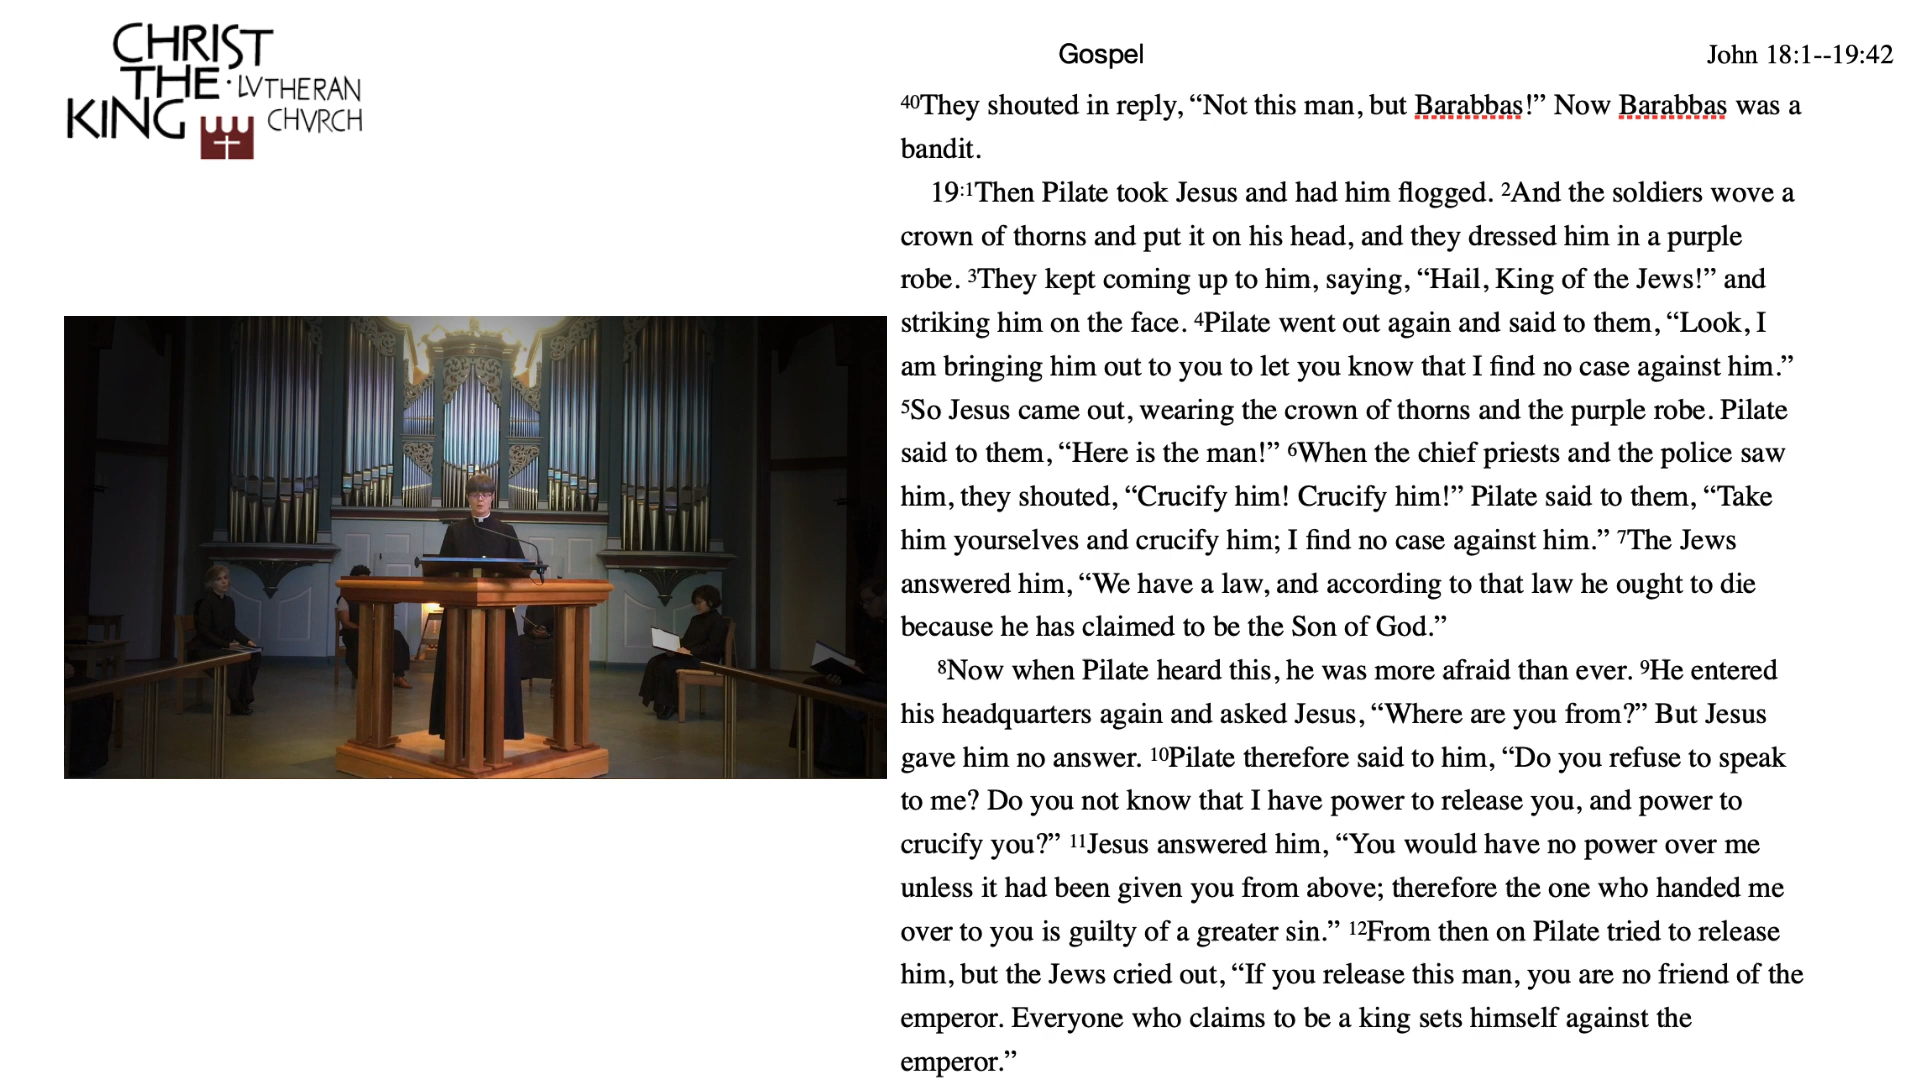 CHRIST
THE · LVTHERAN
KING CHVRCH
Gospel
John 18:1--19:42
40They shouted in reply, “Not this man, but Barabbas!” Now Barabbas was a
bandit.
19:1Then Pilate took Jesus and had him flogged. 2And the soldiers wove a
crown of thorns and put it on his head, and they dressed him in a purple
robe. 3They kept coming up to him, saying, “Hail, King of the Jews!” and
striking him on the face. 4Pilate went out again and said to them, “Look, I
am bringing him out to you to let you know that I find no case against him.”
5So Jesus came out, wearing the crown of thorns and the purple robe. Pilate
said to them, “Here is the man!” 6When the chief priests and the police saw
him, they shouted, “Crucify him! Crucify him!” Pilate said to them, “Take
him yourselves and crucify him; I find no case against him.” 7The Jews
answered him, “We have a law, and according to that law he ought to die
because he has claimed to be the Son of God.”
8Now when Pilate heard this, he was more afraid than ever. 9He entered
his headquarters again and asked Jesus, “Where are you from?” But Jesus
gave him no answer. 10Pilate therefore said to him, “Do you refuse to speak
to me? Do you not know that I have power to release you, and power to
crucify you?” 11Jesus answered him, “You would have no power over me
unless it had been given you from above; therefore the one who handed me
over to you is guilty of a greater sin.” 12From then on Pilate tried to release
him, but the Jews cried out, “If you release this man, you are no friend of the
emperor. Everyone who claims to be a king sets himself against the
emperor.”